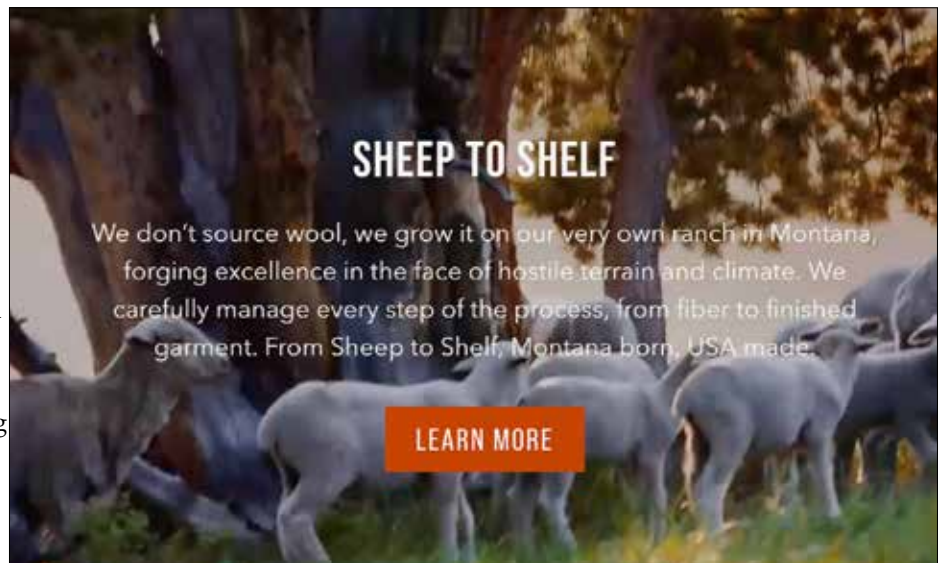 SHEEP TO SHELF
We don't source wool, we grow it on our very own ranch in Montana,
forging excellence in the face of hostile terrain and climate. We
carefully manage every step of the process, from fiber to finished
garment. From Sheep to Shelf, Montana born, USA made.
LEARN MORE
g